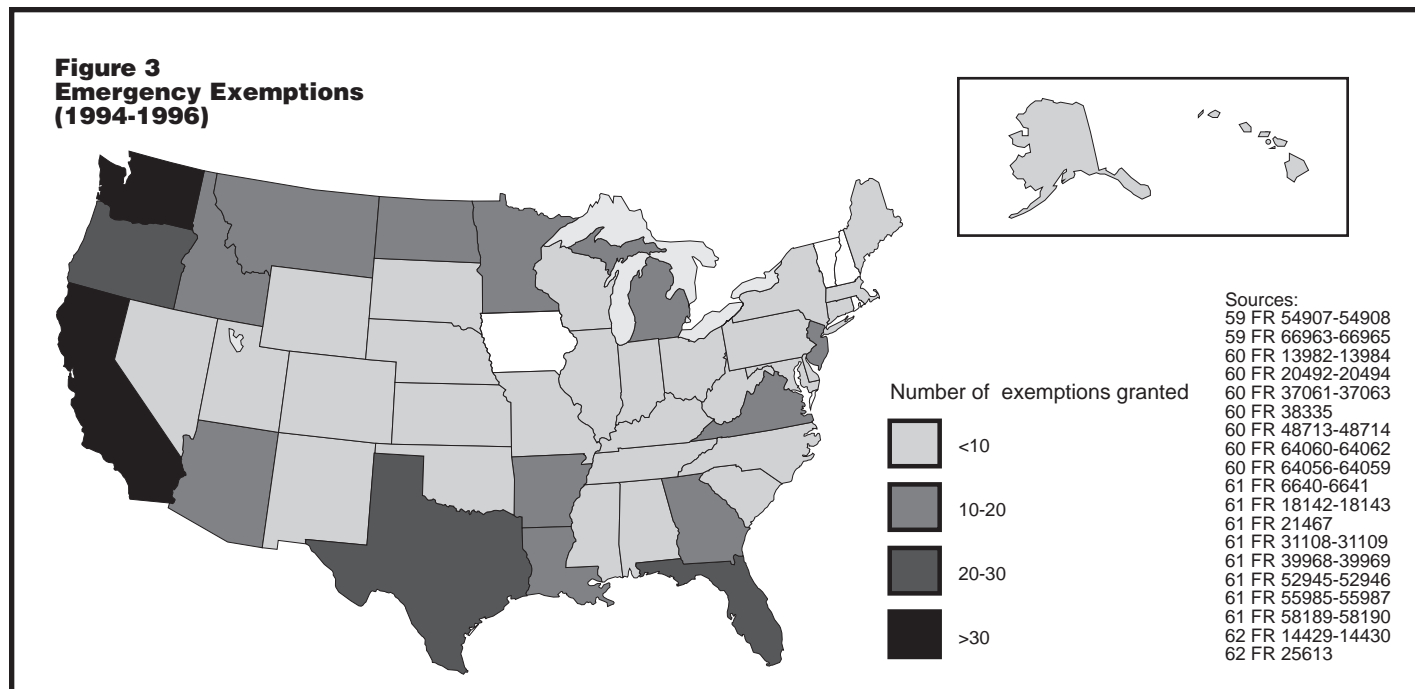 Figure 3
Emergency Exemptions
(1994-1996)
Number of exemptions granted
<10
10-20
20-30
>30
Sources:
59 FR 54907-54908
59 FR 66963-66965
60 FR 13982-13984
60 FR 20492-20494
60 FR 37061-37063
60 FR 38335
60 FR 48713-48714
60 FR 64060-64062
60 FR 64056-64059
61 FR 6640-6641
61 FR 18142-18143
61 FR 21467
61 FR 31108-31109
61 FR 39968-39969
61 FR 52945-52946
61 FR 55985-55987
61 FR 58189-58190
62 FR 14429-14430
62 FR 25613